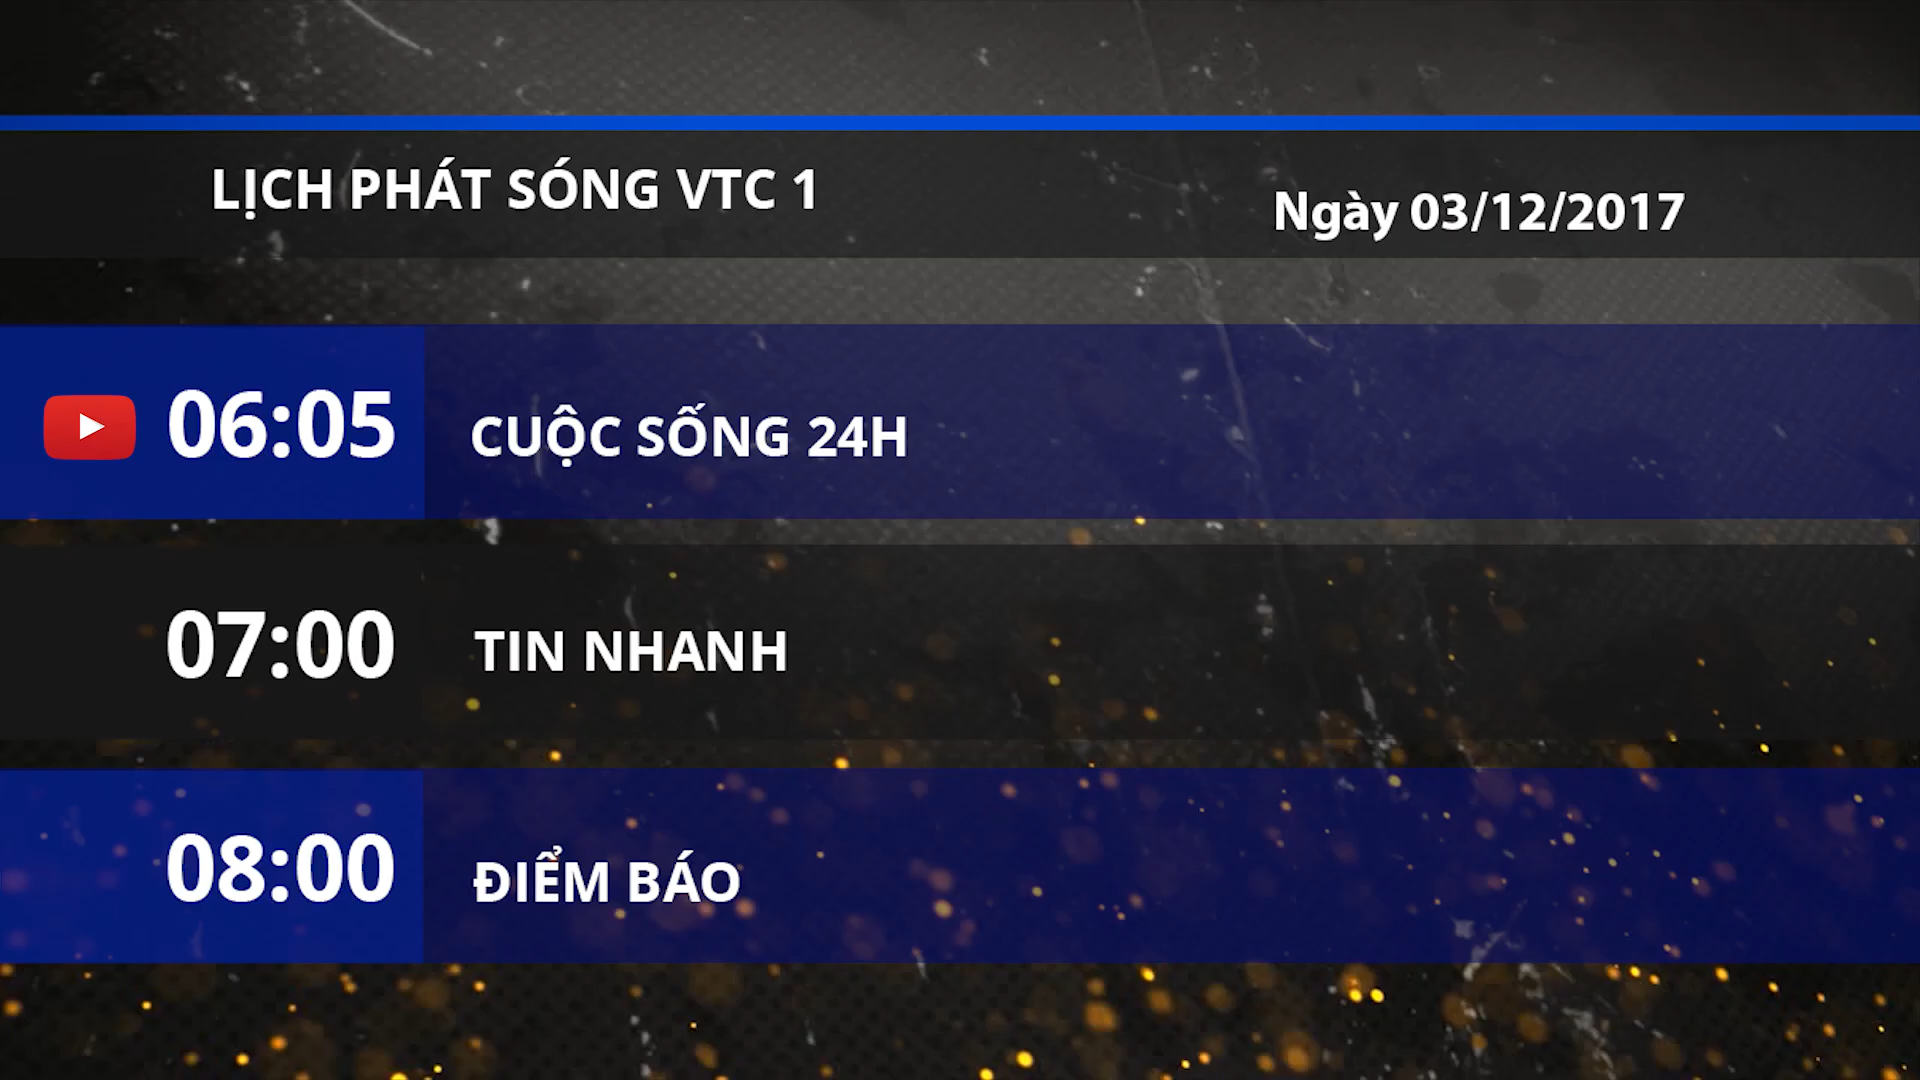 LỊCH PHÁT SÓNG VTC 1
Ngày 03/12/2017
06:05 CUỘC SỐNG 24H
07:00 TIN NHANH
08:00 ĐIỂM BÁO